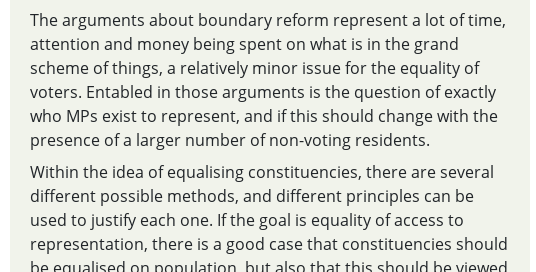 The arguments about boundary reform represent a lot of time,
attention and money being spent on what is in the grand
scheme of things, a relatively minor issue for the equality of
voters. Entabled in those arguments is the question of exactly
who MPs exist to represent, and if this should change with the
presence of a larger number of non-voting residents.
Within the idea of equalising constituencies, there are several
different possible methods, and different principles can be
used to justify each one. If the goal is equality of access to
representation, there is a good case that constituencies should
be equalised on population, but also that this should be viewed